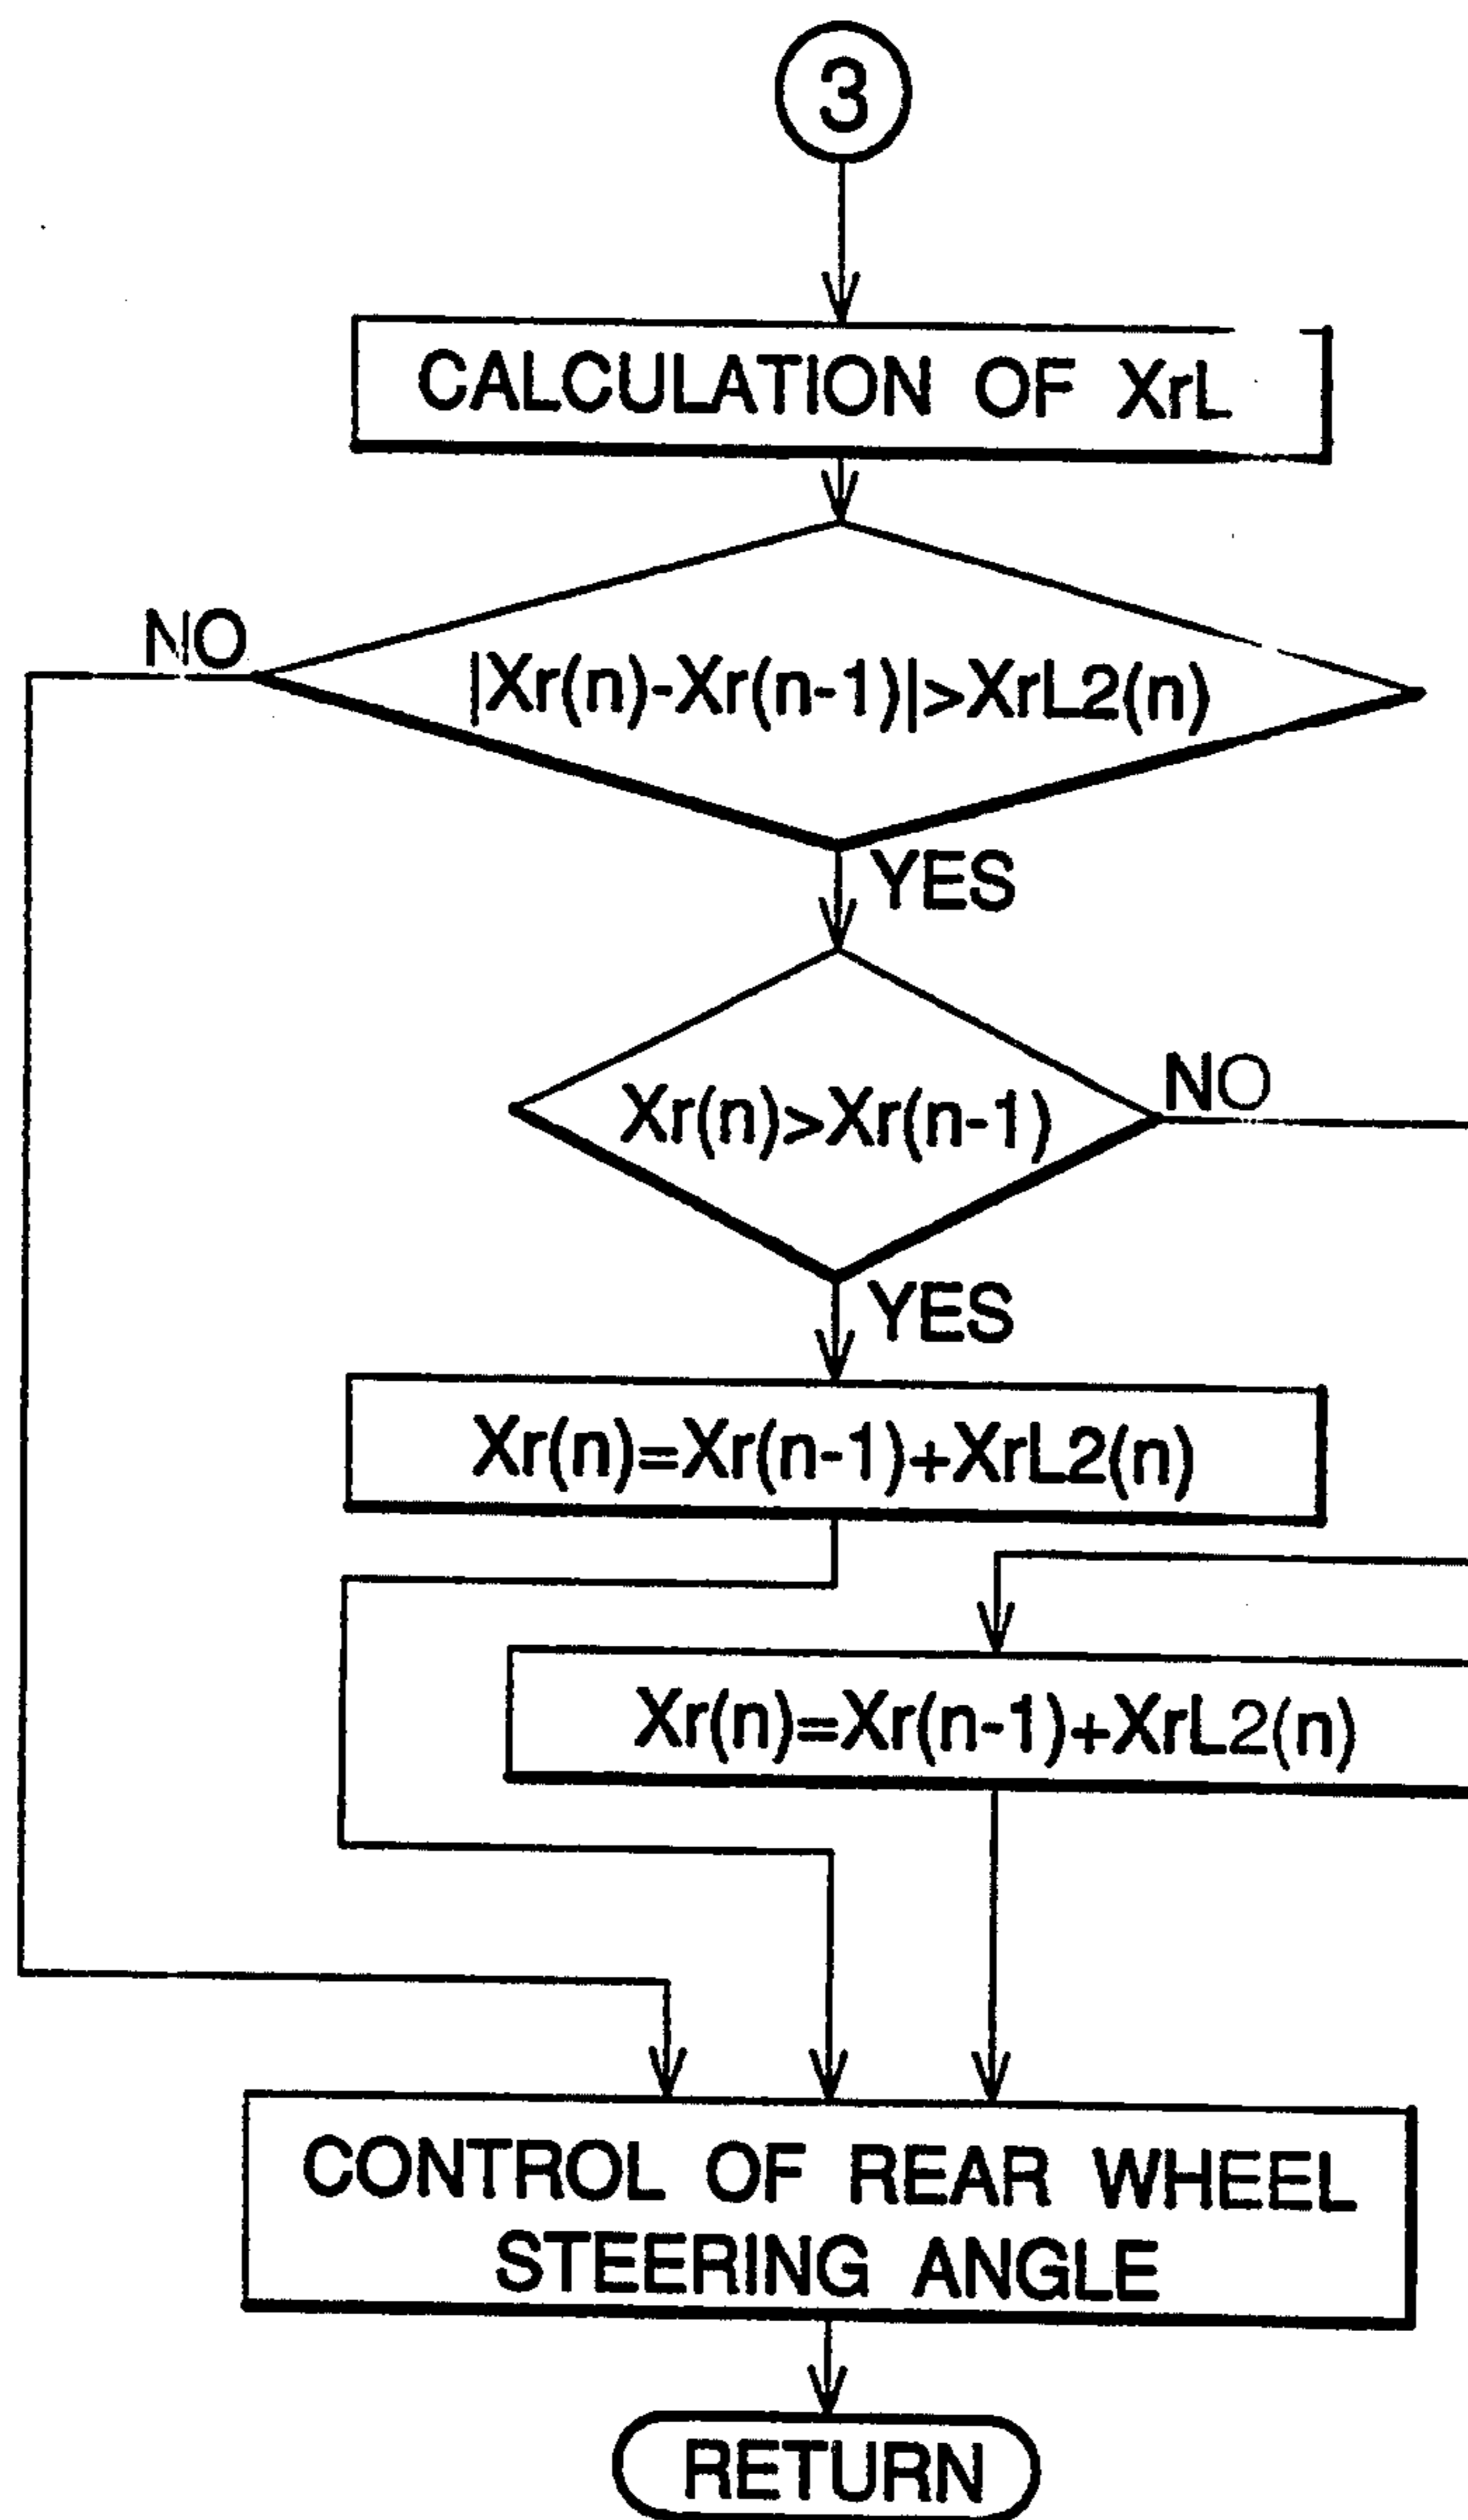 3
CALCULATION OF XrL
NO
|Xr(n)-Xr(n-1)|>XrL2(n)
YES
NO
Xr(n)>Xr(n-1)
YES
Xr(n)=Xr(n-1)+XrL2(n)
Xr(n)=Xr(n-1)+XrL2(n)
CONTROL OF REAR WHEEL
STEERING ANGLE
RETURN